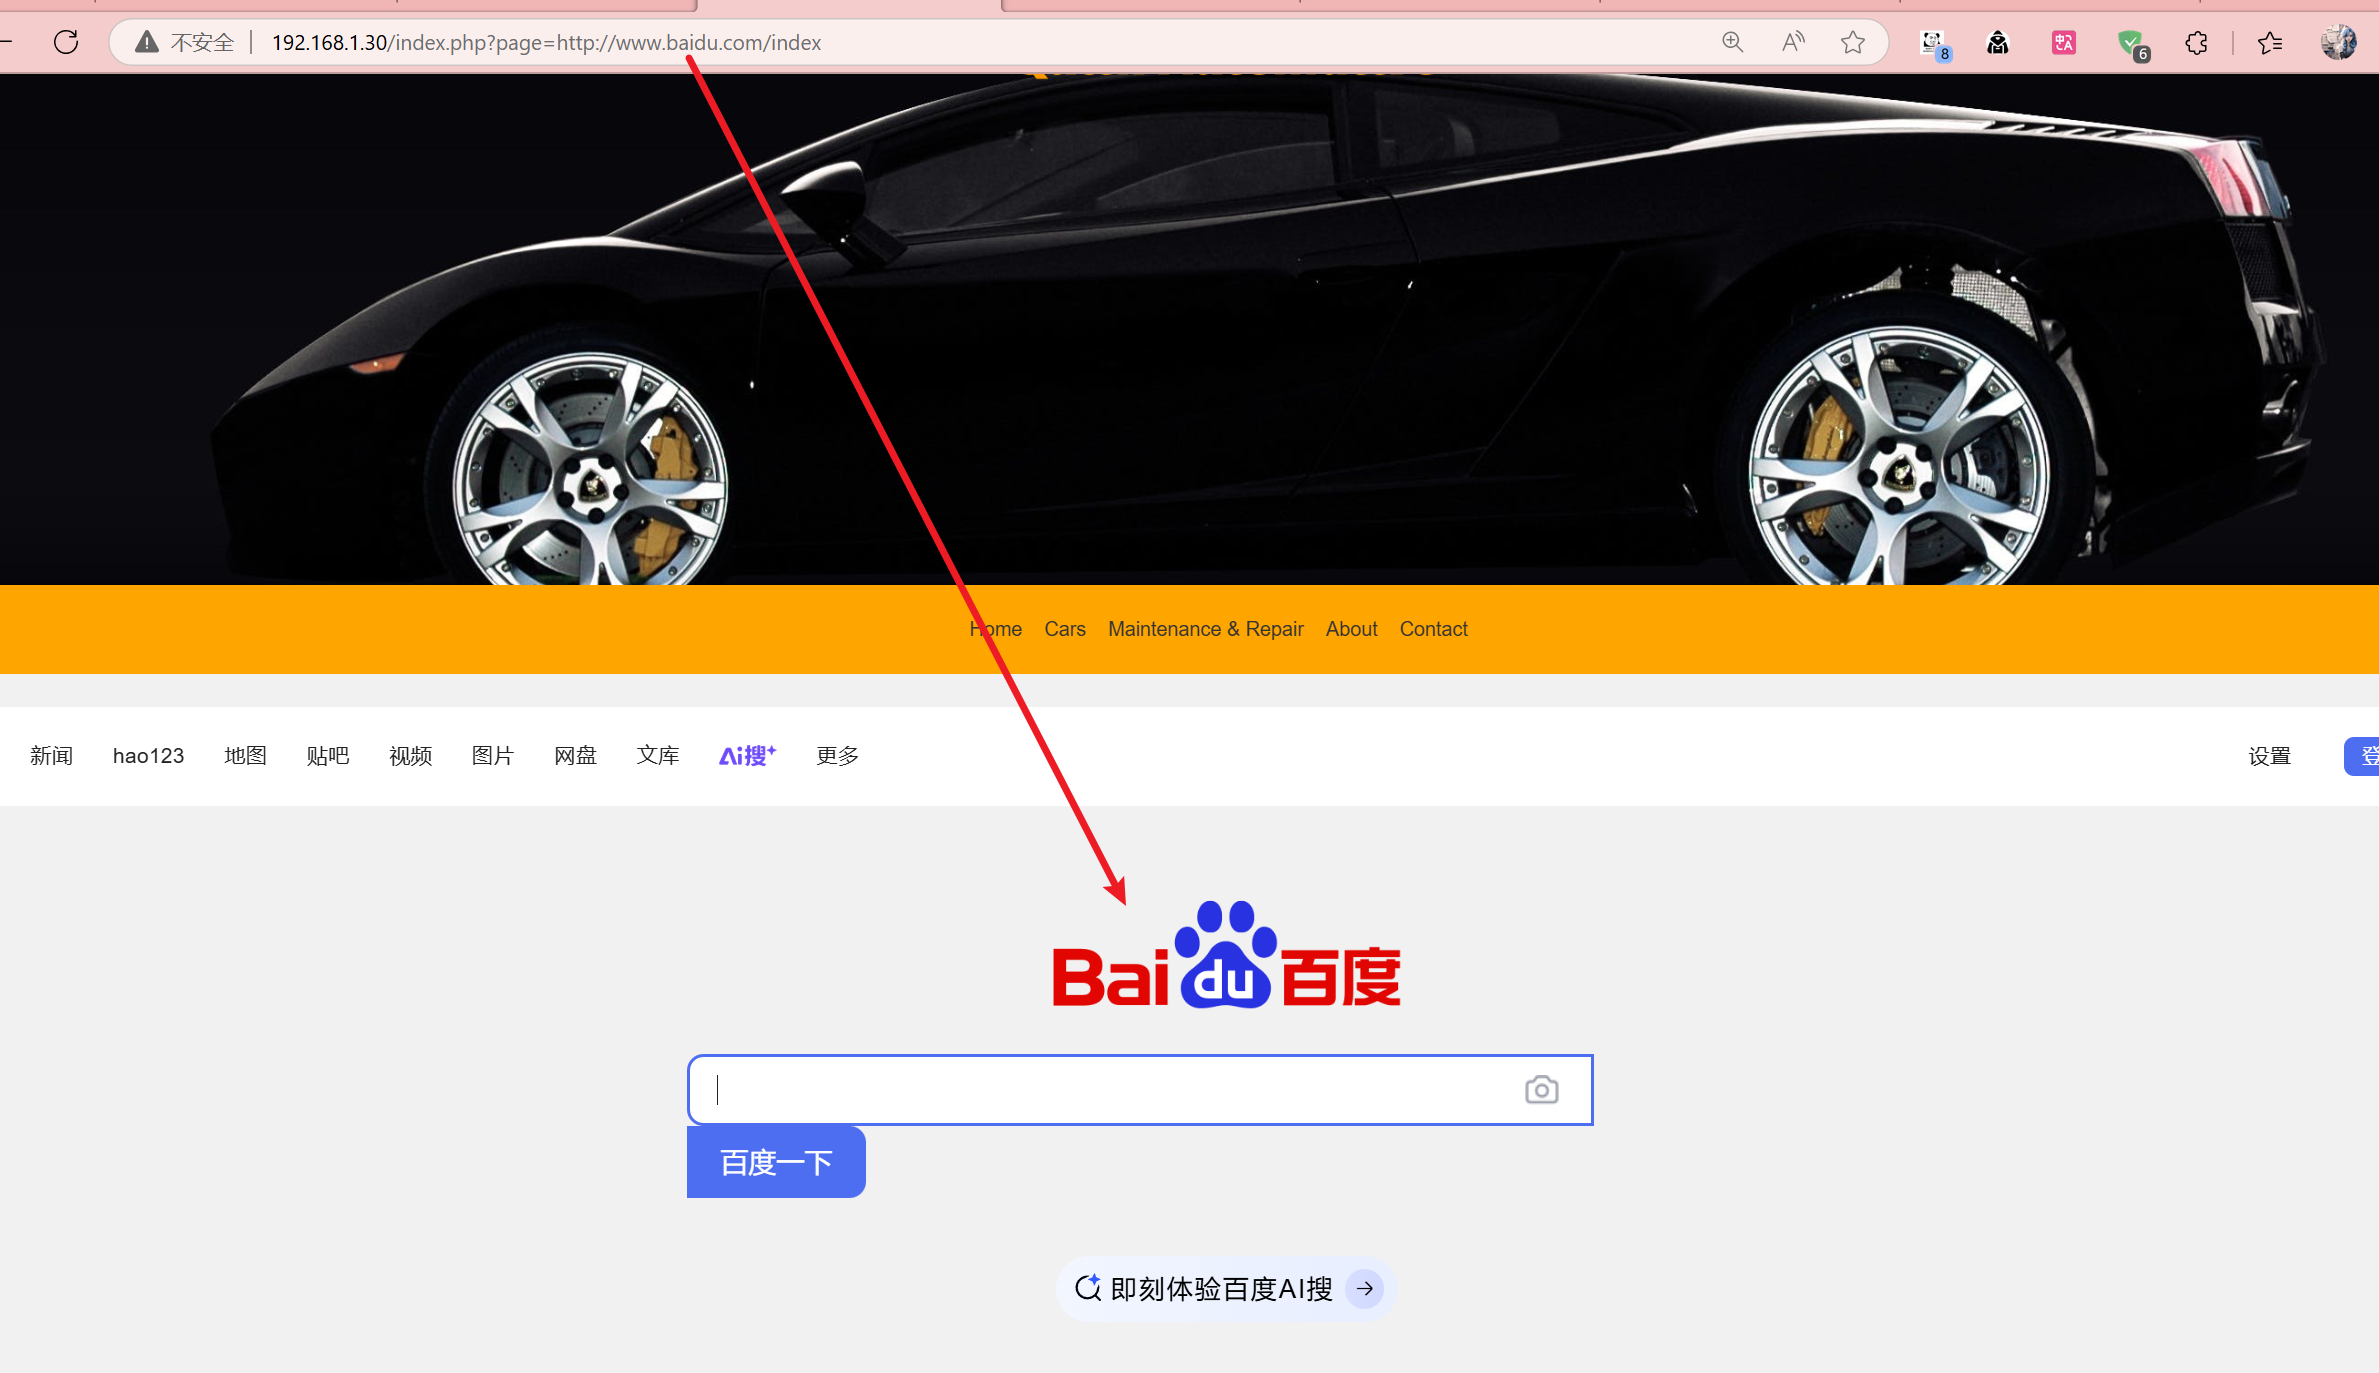 不安全 | 192.168.1.30/index.php?page=http://www.baidu.com/index
8
6
Home Cars Maintenance & Repair About Contact
新闻 hao123 地图 贴吧 视频 图片 网盘 文库 Ai搜 更多 设置
Bai du 百度
百度一下
即刻体验百度AI搜